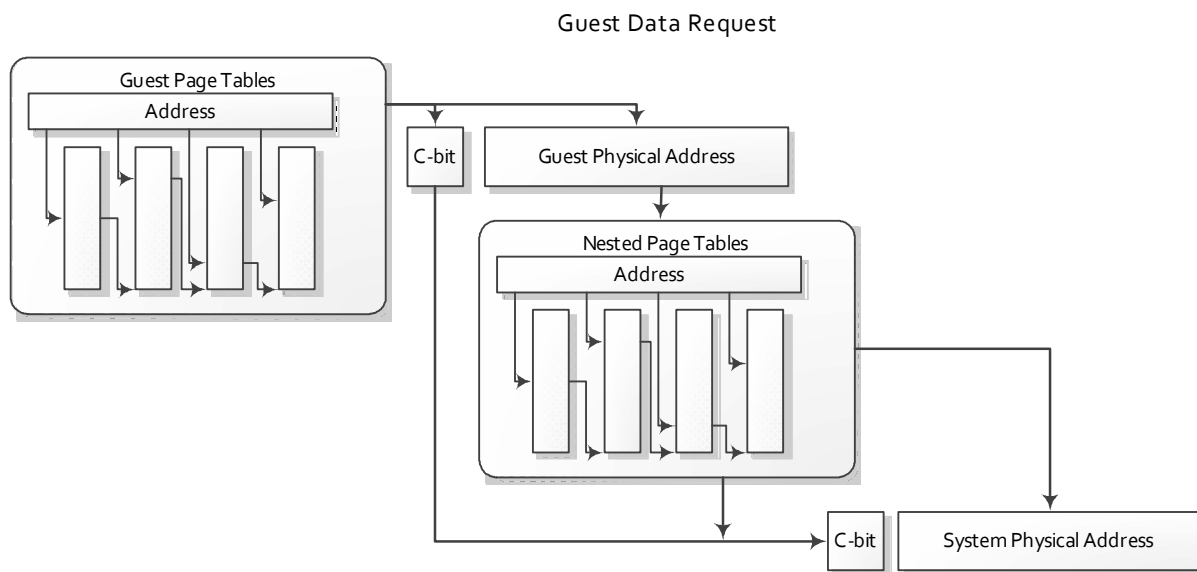 Guest Data Request
Guest Page Tables
Address
C-bit
Guest Physical Address
Nested Page Tables
Address
C-bit
System Physical Address